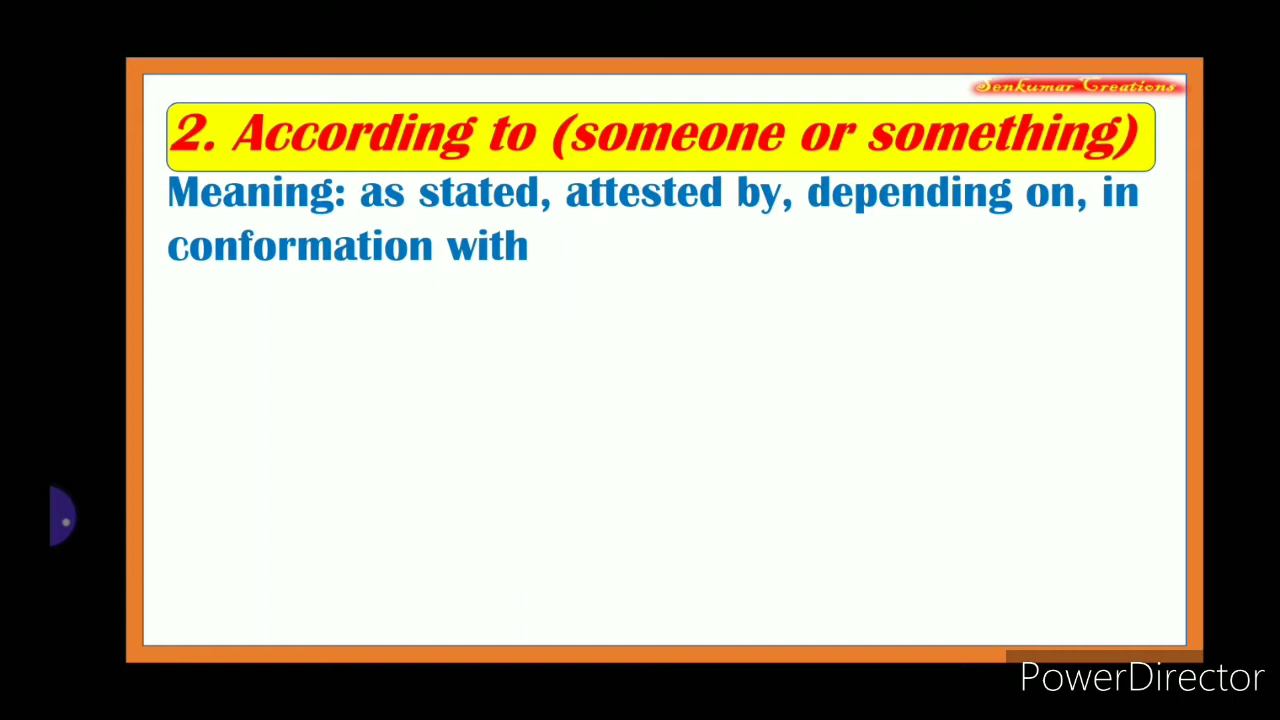 Senkumar Creations
2. According to (someone or something)
Meaning: as stated, attested by, depending on, in
conformation with
PowerDirector